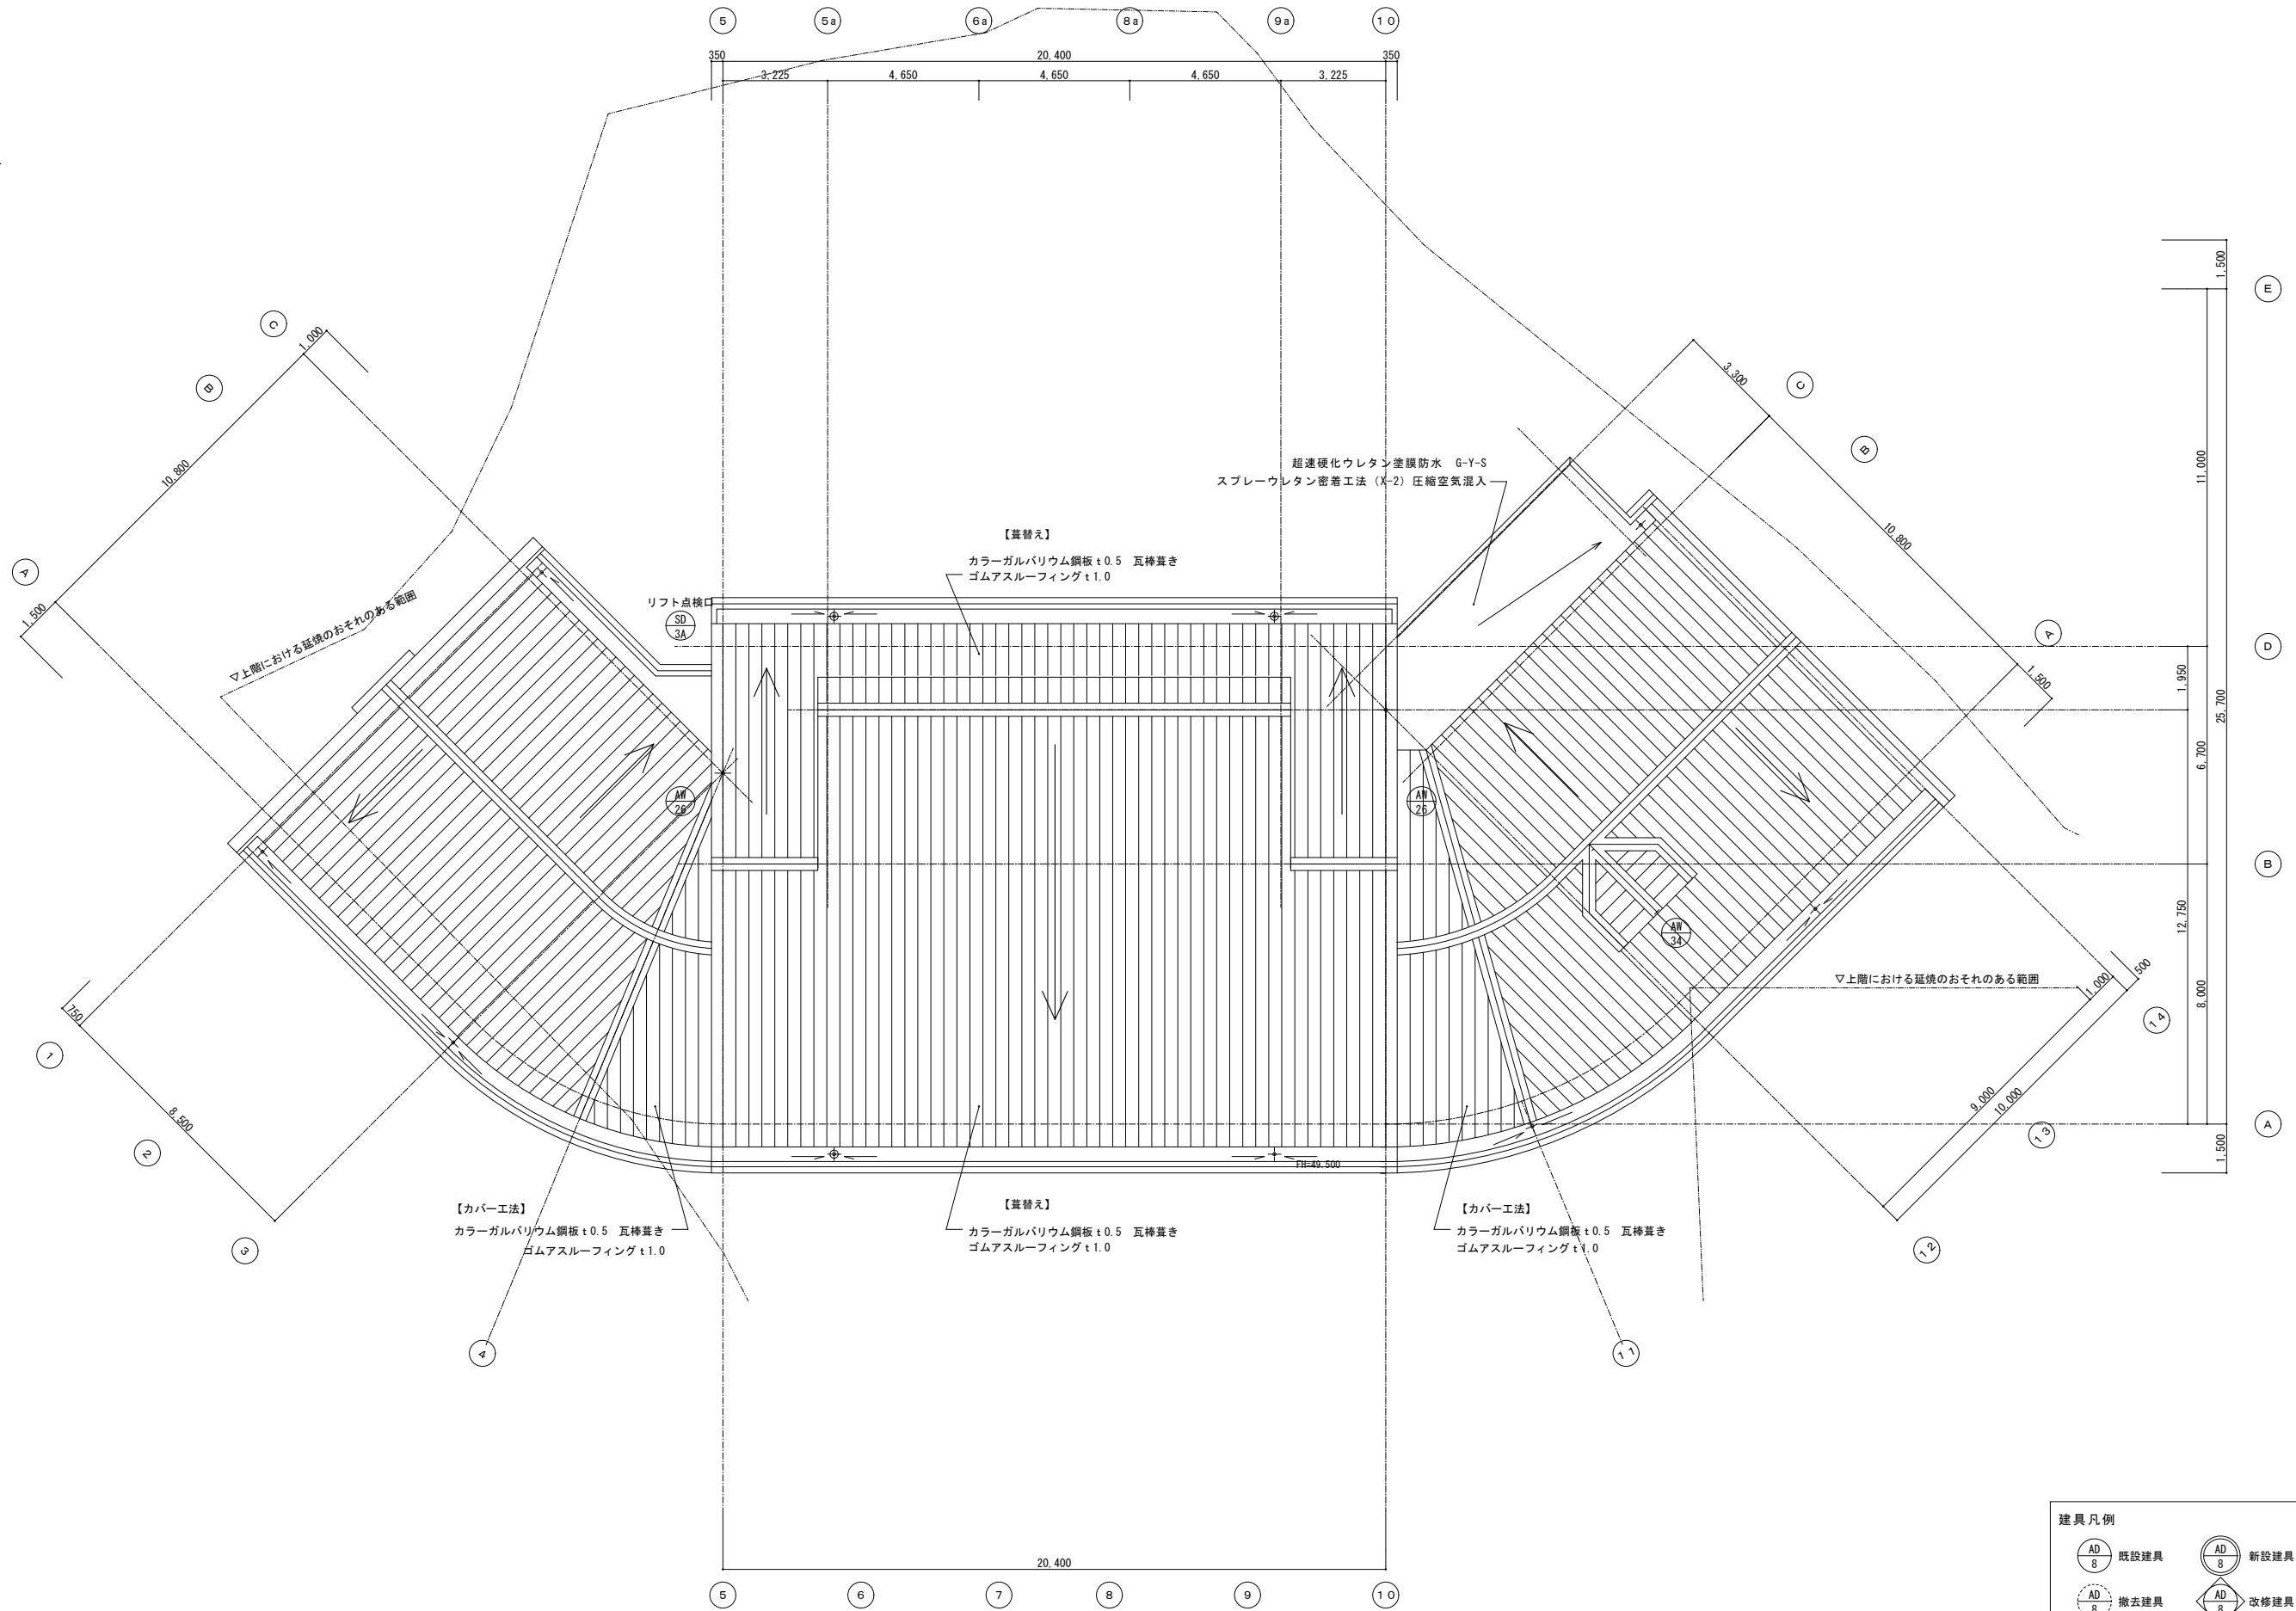 5
5a
6a
8a
9a
10
350
20,400
350
3,225
4,650
4,650
4,650
3,225
1,500
E
C
1,000
B
10,800
A
1,500
3,300
C
B
11,000
10,800
超速硬化ウレタン塗膜防水 G-Y-S
スプレーウレタン密着工法（X-2）圧縮空気混入
【葺替え】
カラーガルバリウム鋼板ｔ0.5 瓦棒葺き
ゴムアスルーフィングｔ1.0
リフト点検口
SD
3A
▽上階における延焼のおそれのある範囲
A
D
1,500
1,950
25,700
6,700
AW
26
AW
26
B
AW
34
12,750
▽上階における延焼のおそれのある範囲
1,000
500
8,000
14
750
1
9,000
10,000
8,500
2
13
A
1,500
FH=49.500
3
【カバー工法】
カラーガルバリウム鋼板ｔ0.5 瓦棒葺き
ゴムアスルーフィングｔ1.0
【葺替え】
カラーガルバリウム鋼板ｔ0.5 瓦棒葺き
ゴムアスルーフィングｔ1.0
【カバー工法】
カラーガルバリウム鋼板ｔ0.5 瓦棒葺き
ゴムアスルーフィングｔ1.0
12
4
11
20,400
5
6
7
8
9
10
建具凡例
AD
8
既設建具
AD
8
新設建具
AD
8
撤去建具
AD
8
改修建具